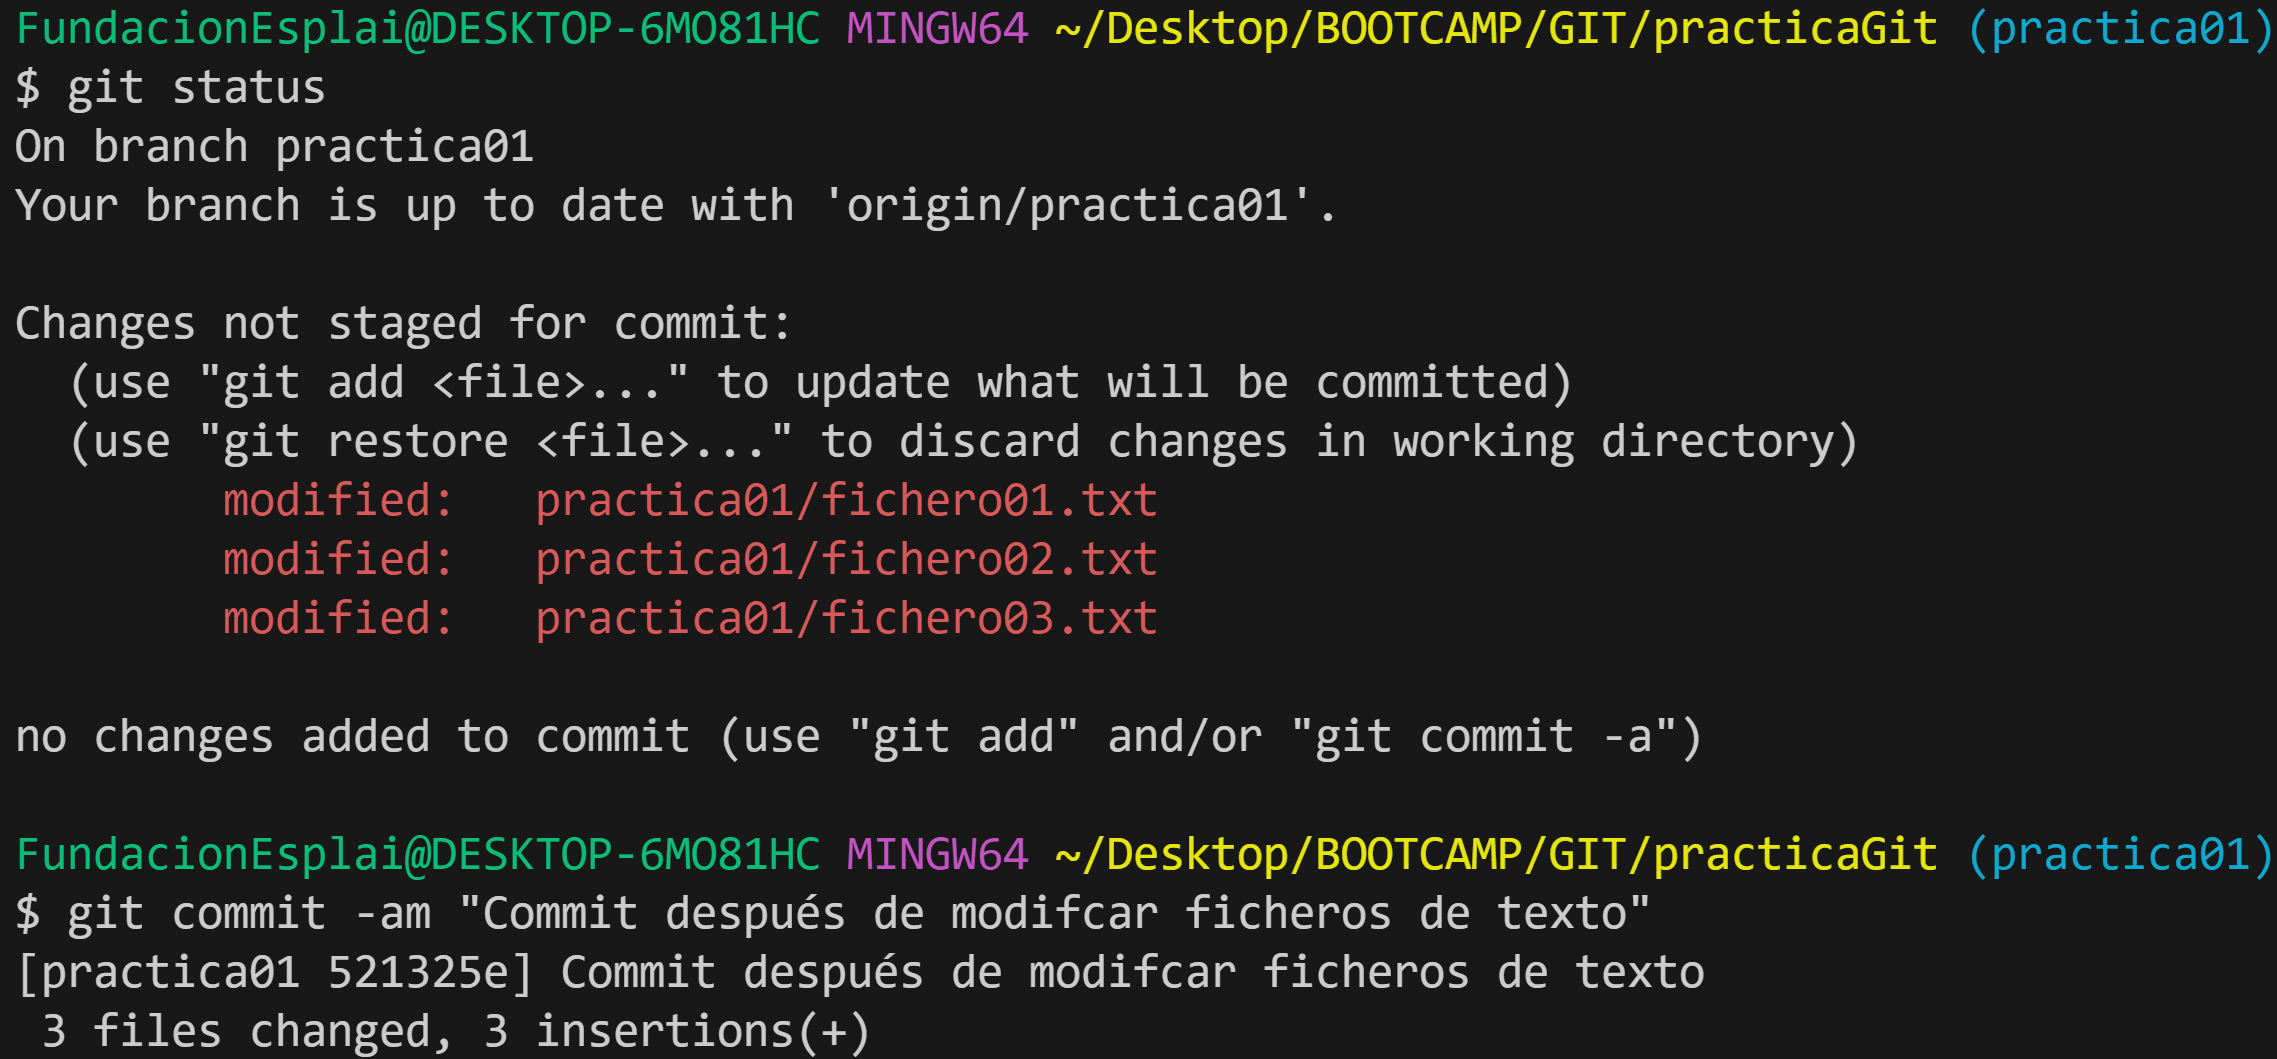 FundacionEsplai@DESKTOP-6MO81HC MINGW64 ~/Desktop/BOOTCAMP/GIT/practicaGit (practica01)
$ git status
On branch practica01
Your branch is up to date with 'origin/practica01'.

Changes not staged for commit:
  (use "git add <file>..." to update what will be committed)
  (use "git restore <file>..." to discard changes in working directory)
        modified:   practica01/fichero01.txt
        modified:   practica01/fichero02.txt
        modified:   practica01/fichero03.txt

no changes added to commit (use "git add" and/or "git commit -a")

FundacionEsplai@DESKTOP-6MO81HC MINGW64 ~/Desktop/BOOTCAMP/GIT/practicaGit (practica01)
$ git commit -am "Commit después de modifcar ficheros de texto"
[practica01 521325e] Commit después de modifcar ficheros de texto
 3 files changed, 3 insertions(+)